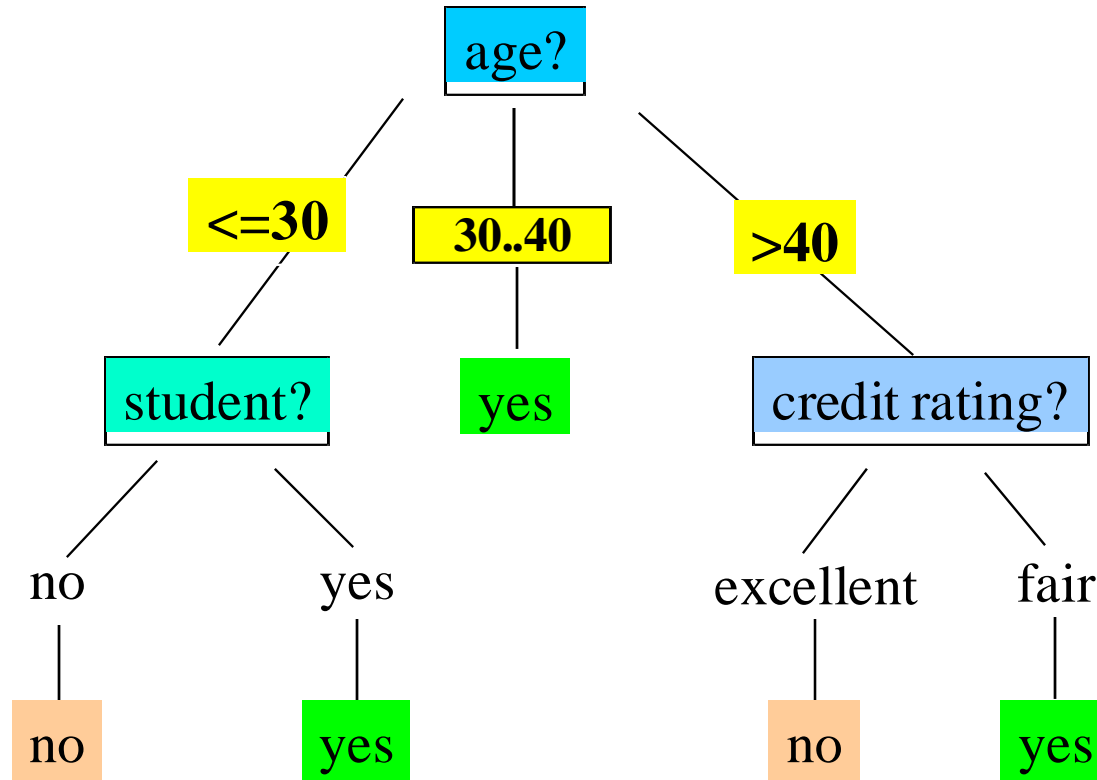 age?
<=30
30..40
>40
student?
yes
credit rating?
no
yes
excellent
fair
no
yes
no
yes